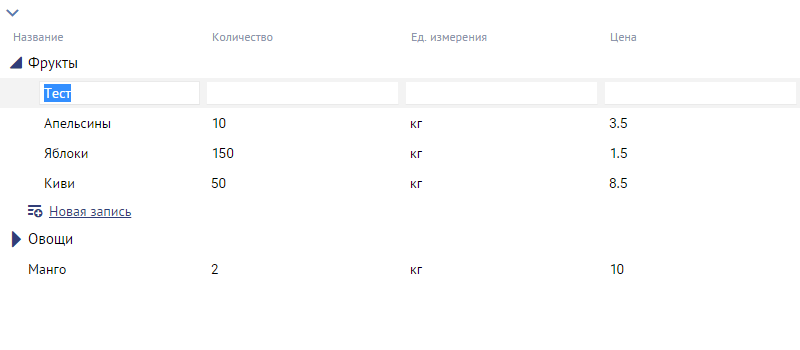 Название Количество Ед. измерения Цена
Фрукты
Тест
Апельсины 10 кг 3.5
Яблоки 150 кг 1.5
Киви 50 кг 8.5
Новая запись
Овощи
Манго 2 кг 10